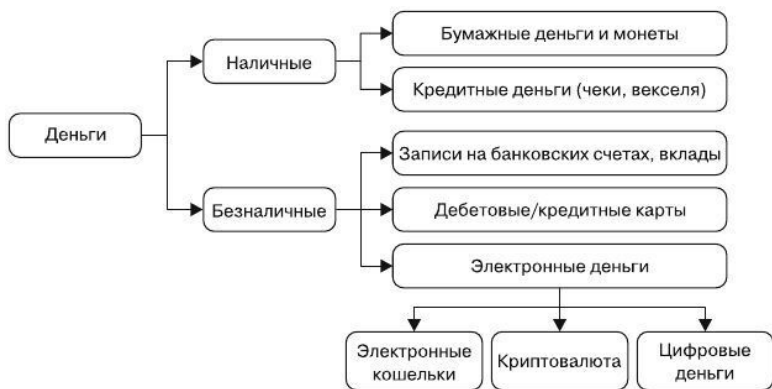 Деньги
Наличные
Бумажные деньги и монеты
Кредитные деньги (чеки, векселя)
Безналичные
Записи на банковских счетах, вклады
Дебетовые/кредитные карты
Электронные деньги
Электронные
кошельки
Криптовалюта
Цифровые
деньги